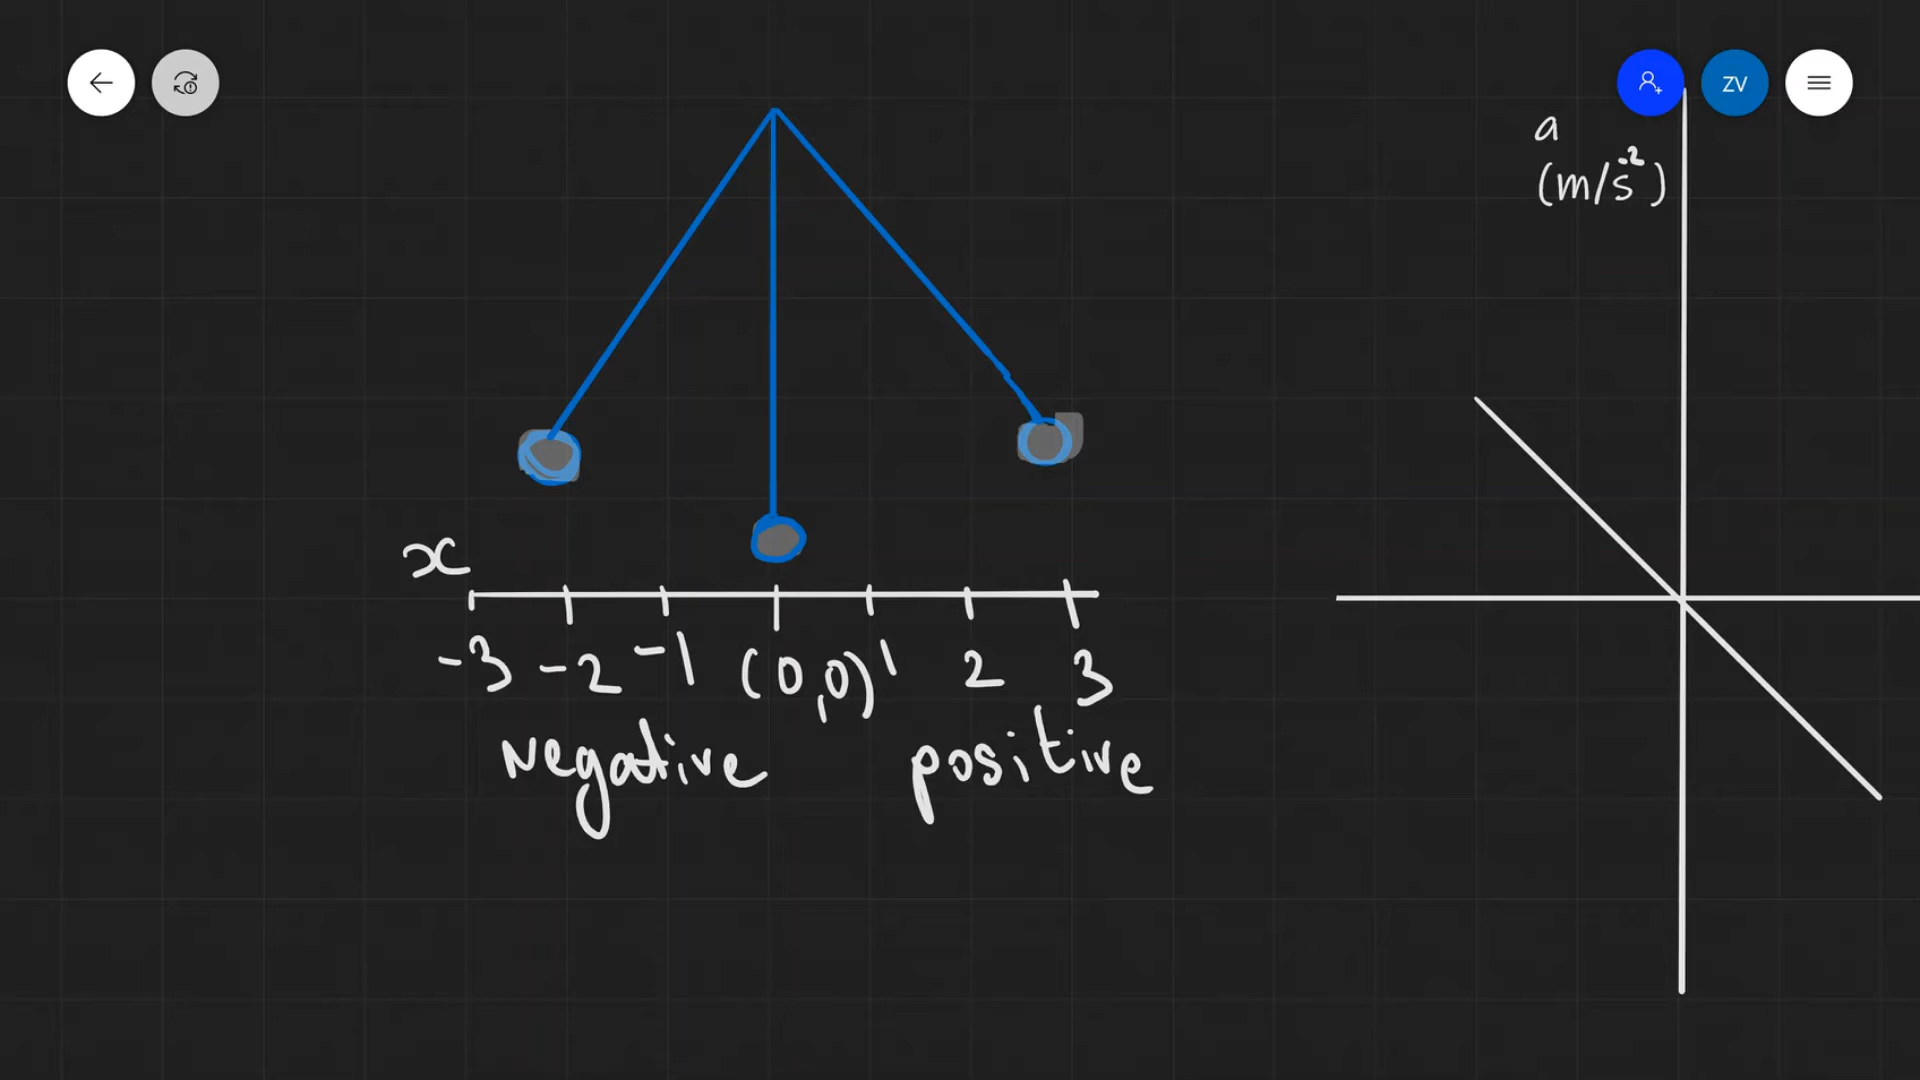 ZV
a
(m/s⁻²)
x
-3 -2 -1 (0,0) 1 2 3
negative positive